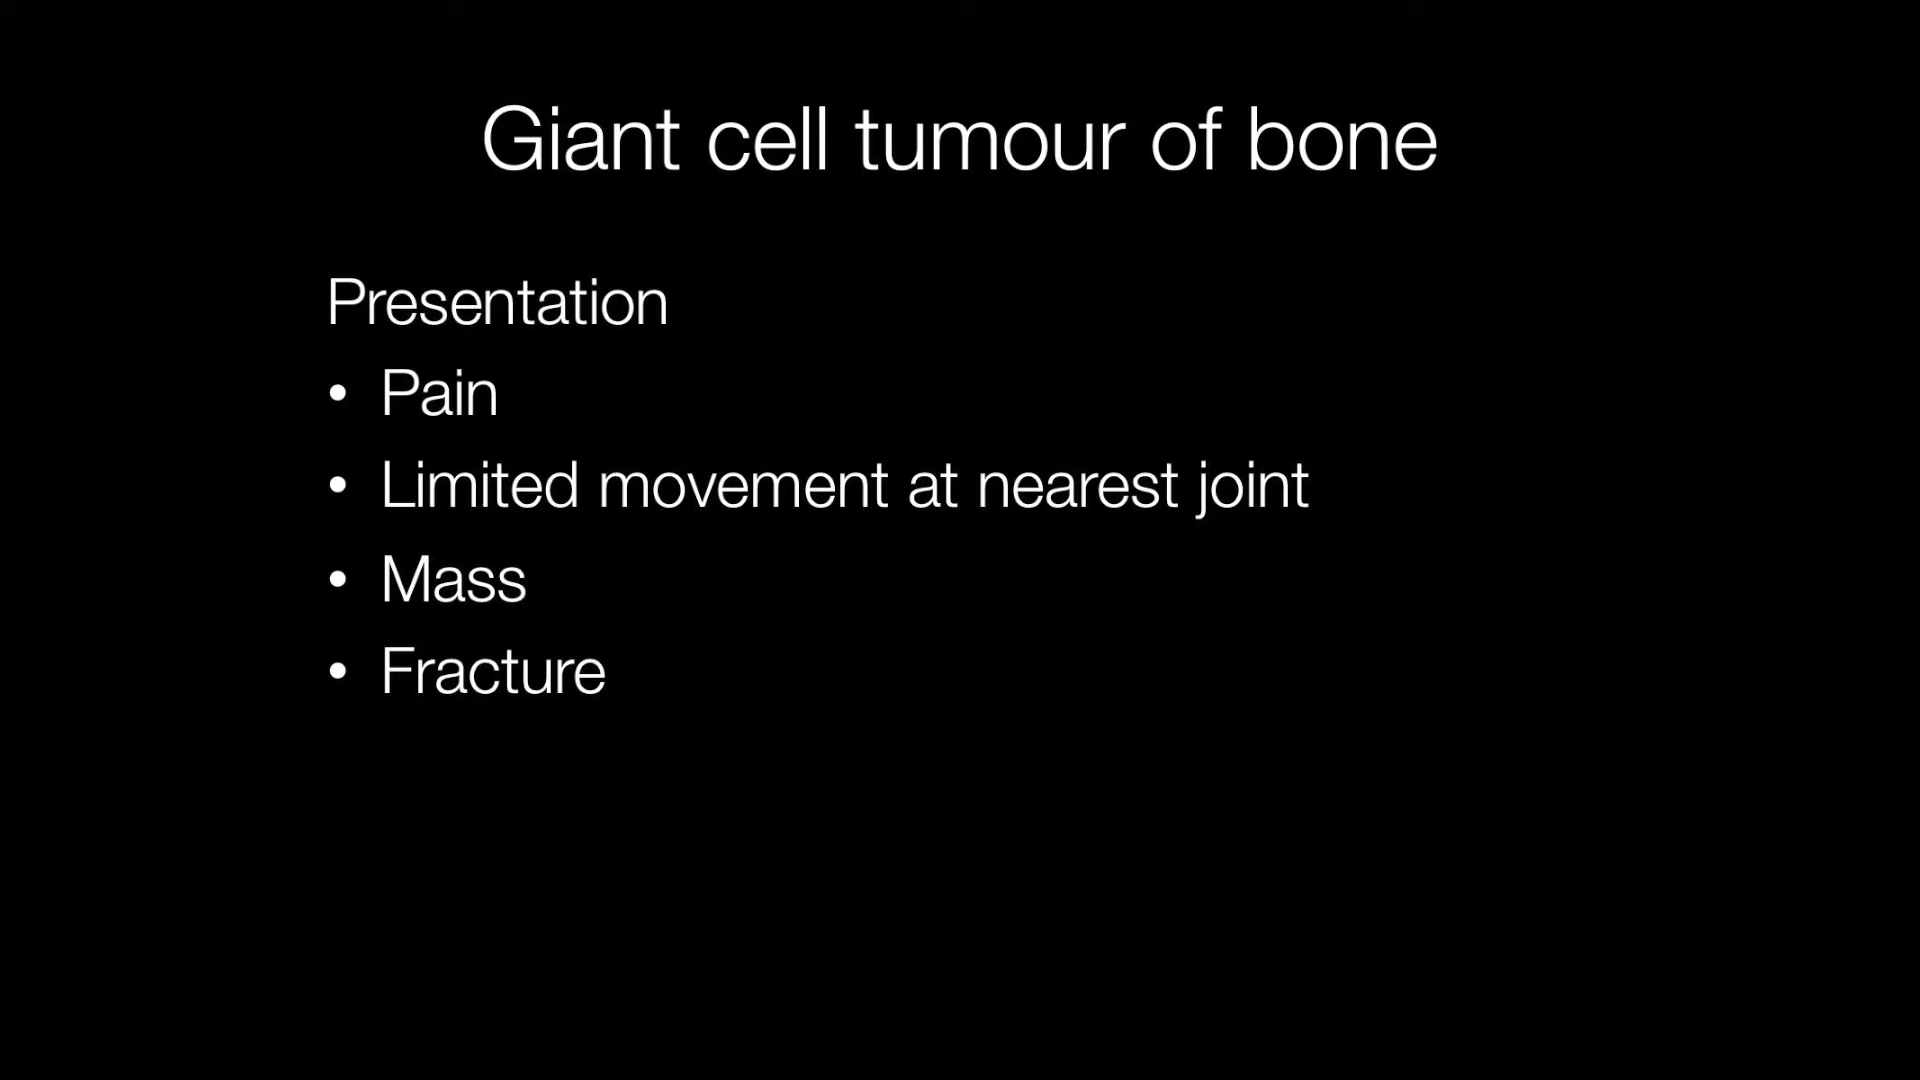 Giant cell tumour of bone
Presentation
• Pain
• Limited movement at nearest joint
• Mass
• Fracture